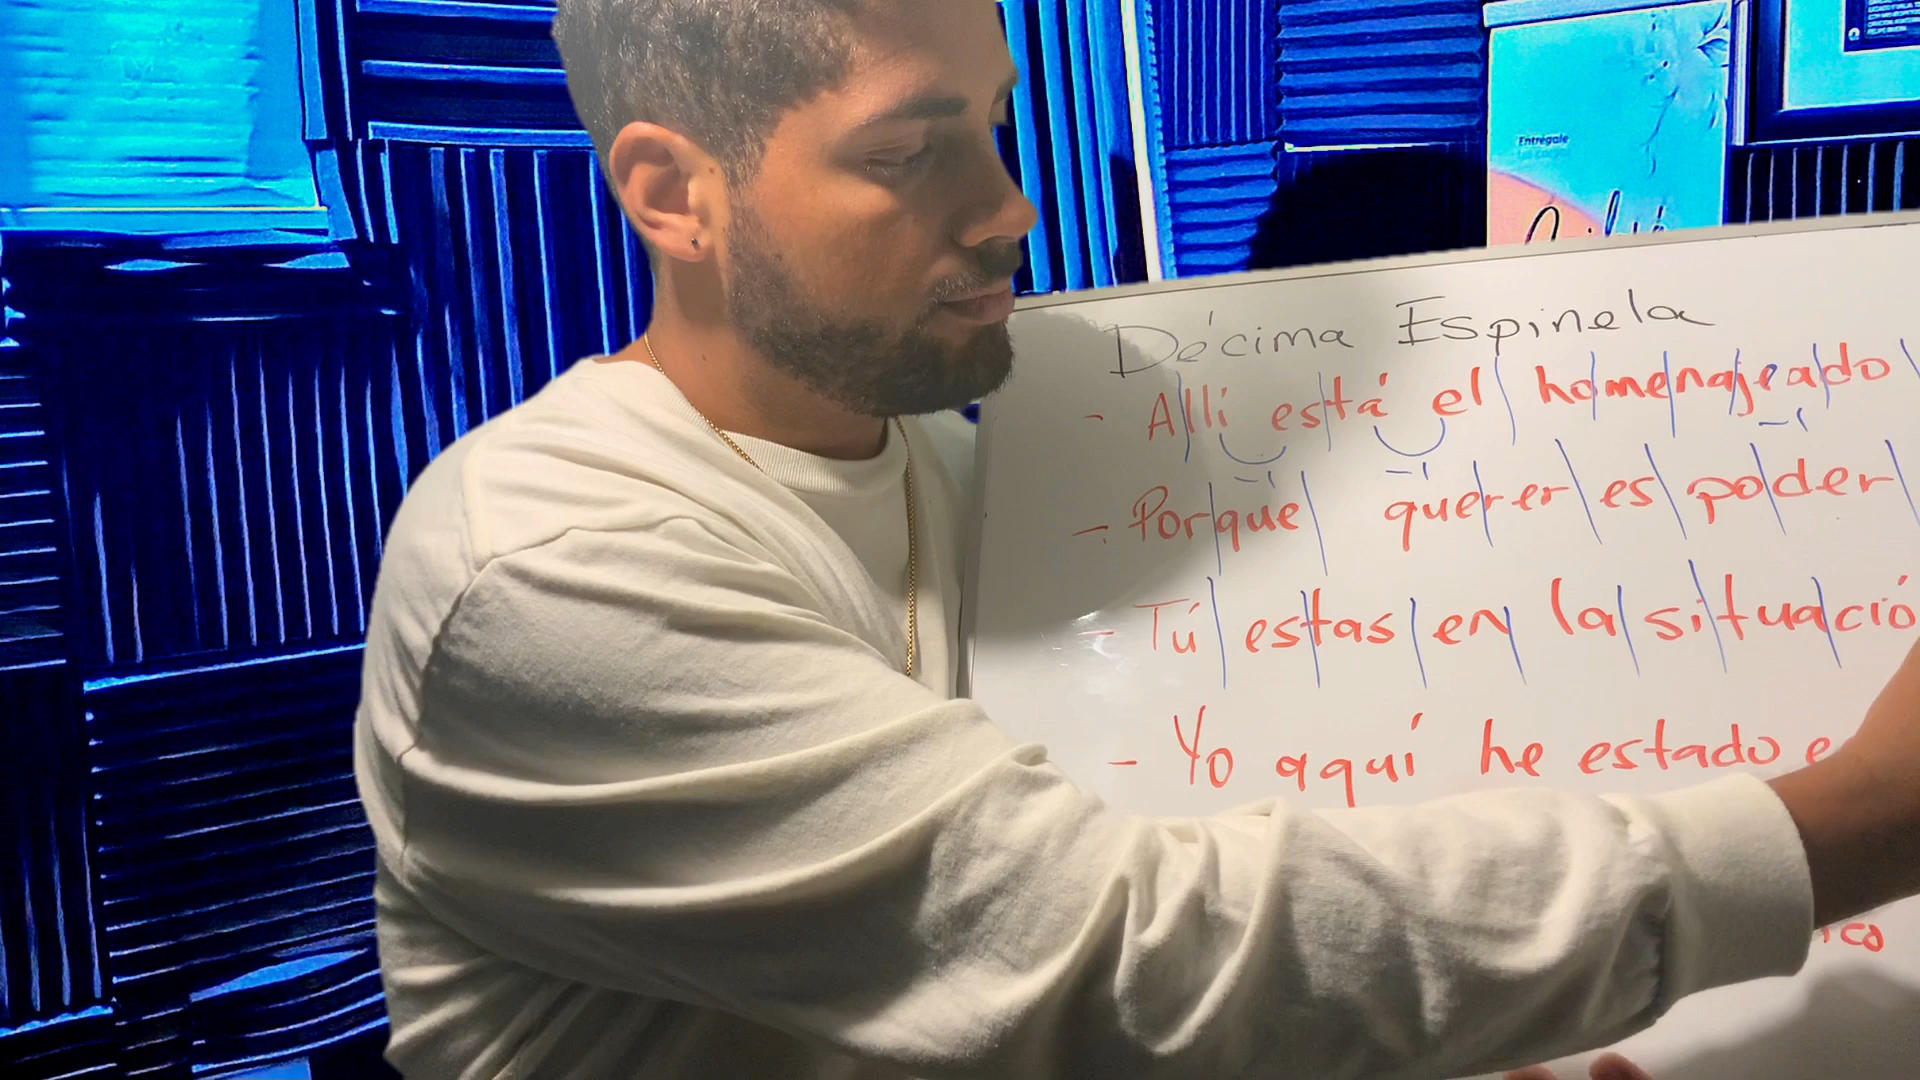 Entrégale
Décima Espinela
- Allí está el homenajeado
- Porque querer es poder
- Tú estas en la situació
- Yo aquí he estado e
ico